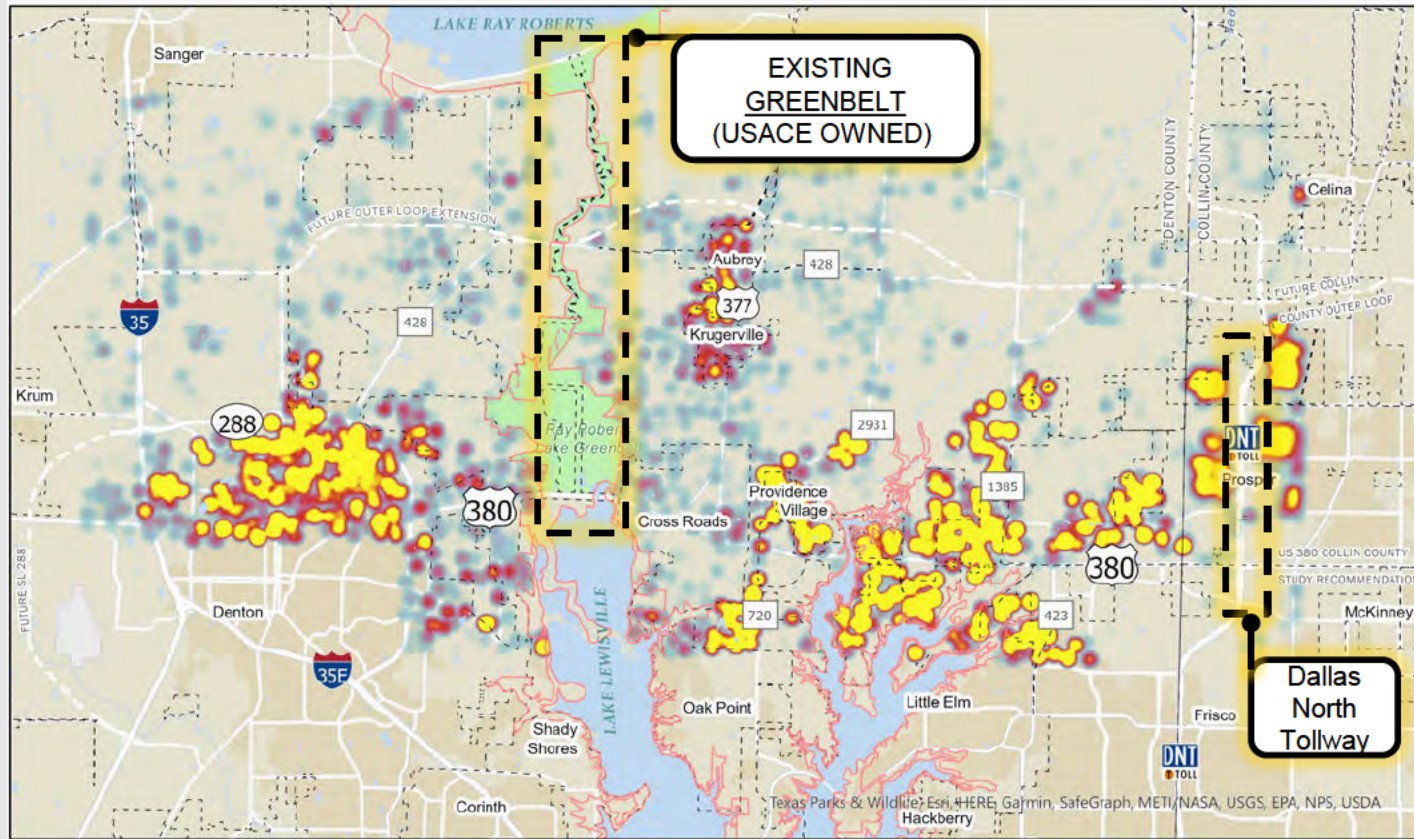 LAKE RAY ROBERTS
Sanger
EXISTING
GREENBELT
(USACE OWNED)
DENTON COUNTY
COLLIN COUNTY
Celina
FUTURE OUTER LOOP EXTENSION
Aubrey
428
377
35
428
Krugerville
FUTURE COLLIN
COUNTY OUTER LOOP
Krum
288
2931
Ray Roberts
Lake Greenbelt
DNT
TOLL
Prosper
1385
380
Providence
Village
Cross Roads
380
US 380 COLLIN COUNTY
STUDY RECOMMENDATION
FUTURE SL 288
Denton
720
423
McKinney
35E
LAKE LEWISVILLE
Dallas
North
Tollway
Oak Point
Little Elm
Frisco
Shady
Shores
DNT
TOLL
Corinth
Texas Parks & Wildlife, Esri, HERE, Garmin, SafeGraph, METI/NASA, USGS, EPA, NPS, USDA
Hackberry